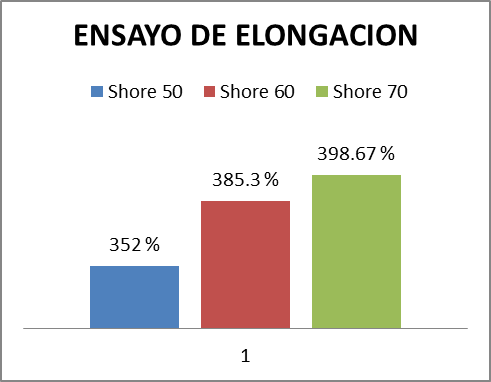 ENSAYO DE ELONGACION
Shore 50 Shore 60 Shore 70
398.67 %
385.3 %
352 %
1